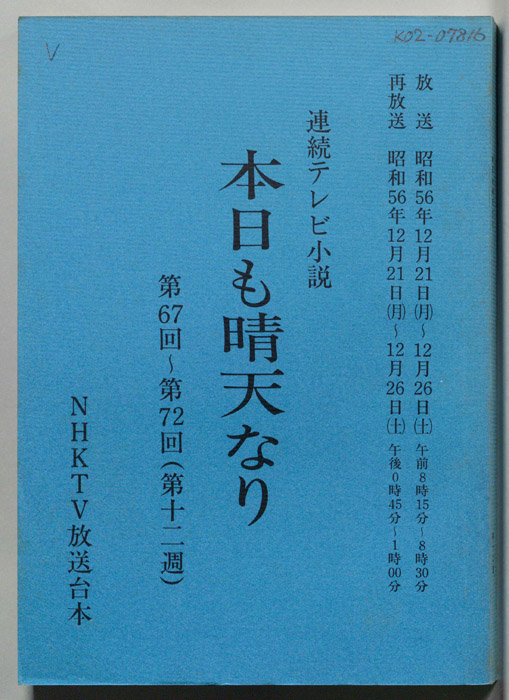 V
K02-07816
放送 昭和56年12月21日(月)～12月26日(土) 午前8時15分～8時30分
再放送 昭和56年12月21日(月)～12月26日(土) 午後0時45分～1時00分
連続テレビ小説
本日も晴天なり
第67回～第72回(第十二週)
NHKTV放送台本